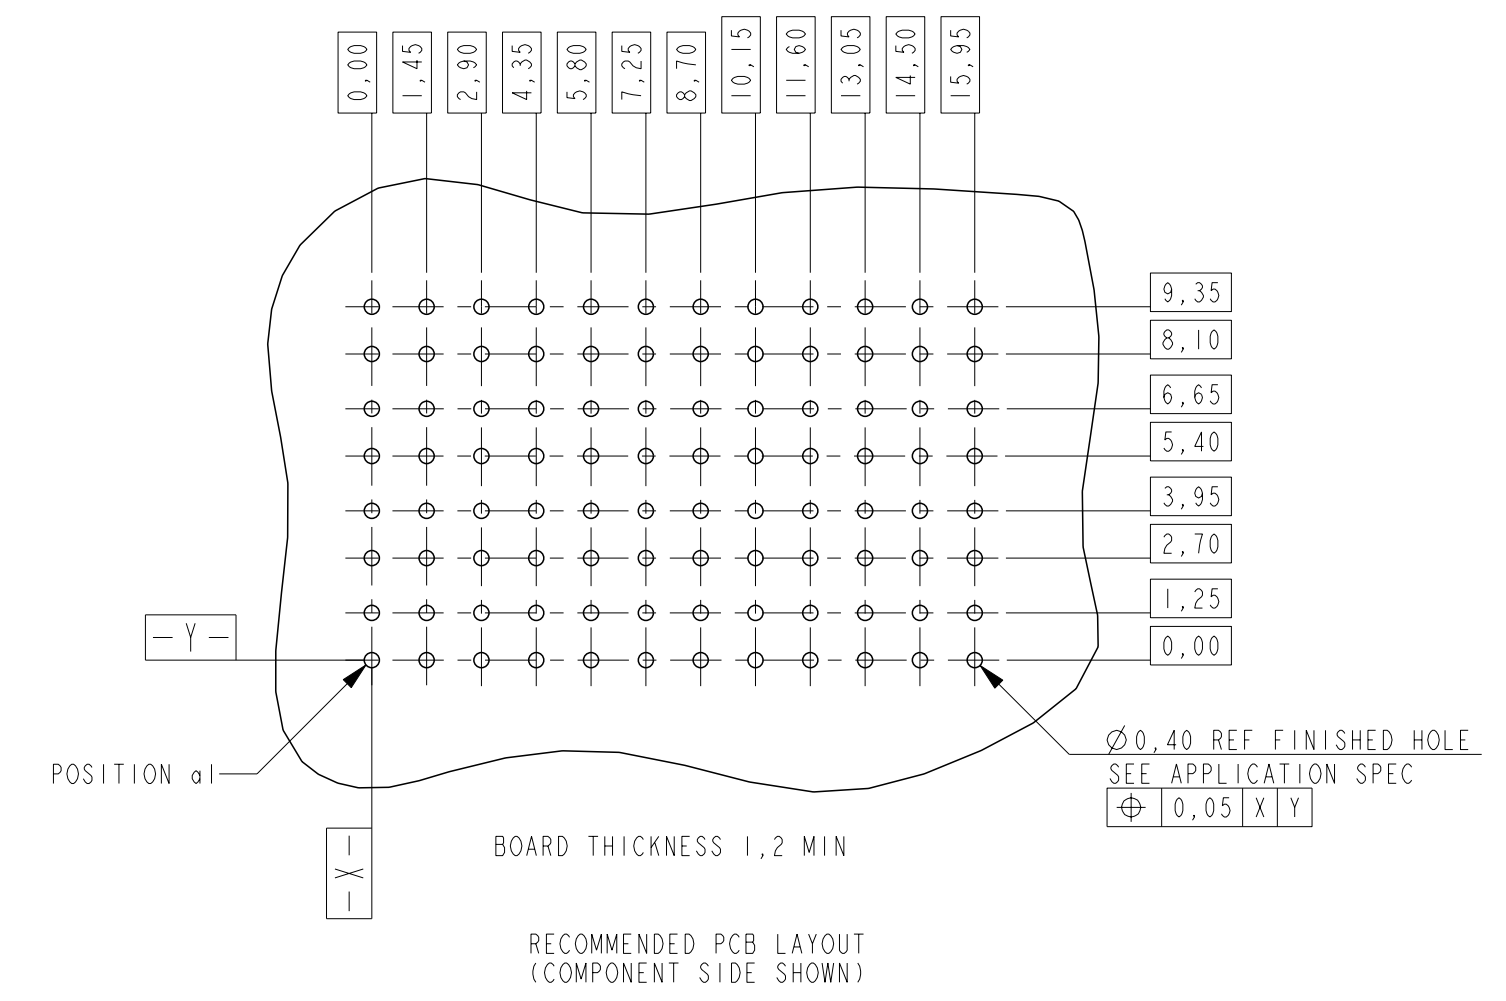 0,00
1,45
2,90
4,35
5,80
7,25
8,70
10,15
11,60
13,05
14,50
15,95
9,35
8,10
6,65
5,40
3,95
2,70
1,25
0,00
- Y -
POSITION a1
- X -
Ø0,40 REF FINISHED HOLE
SEE APPLICATION SPEC
⌖ 0,05 X Y
BOARD THICKNESS 1,2 MIN
RECOMMENDED PCB LAYOUT
(COMPONENT SIDE SHOWN)